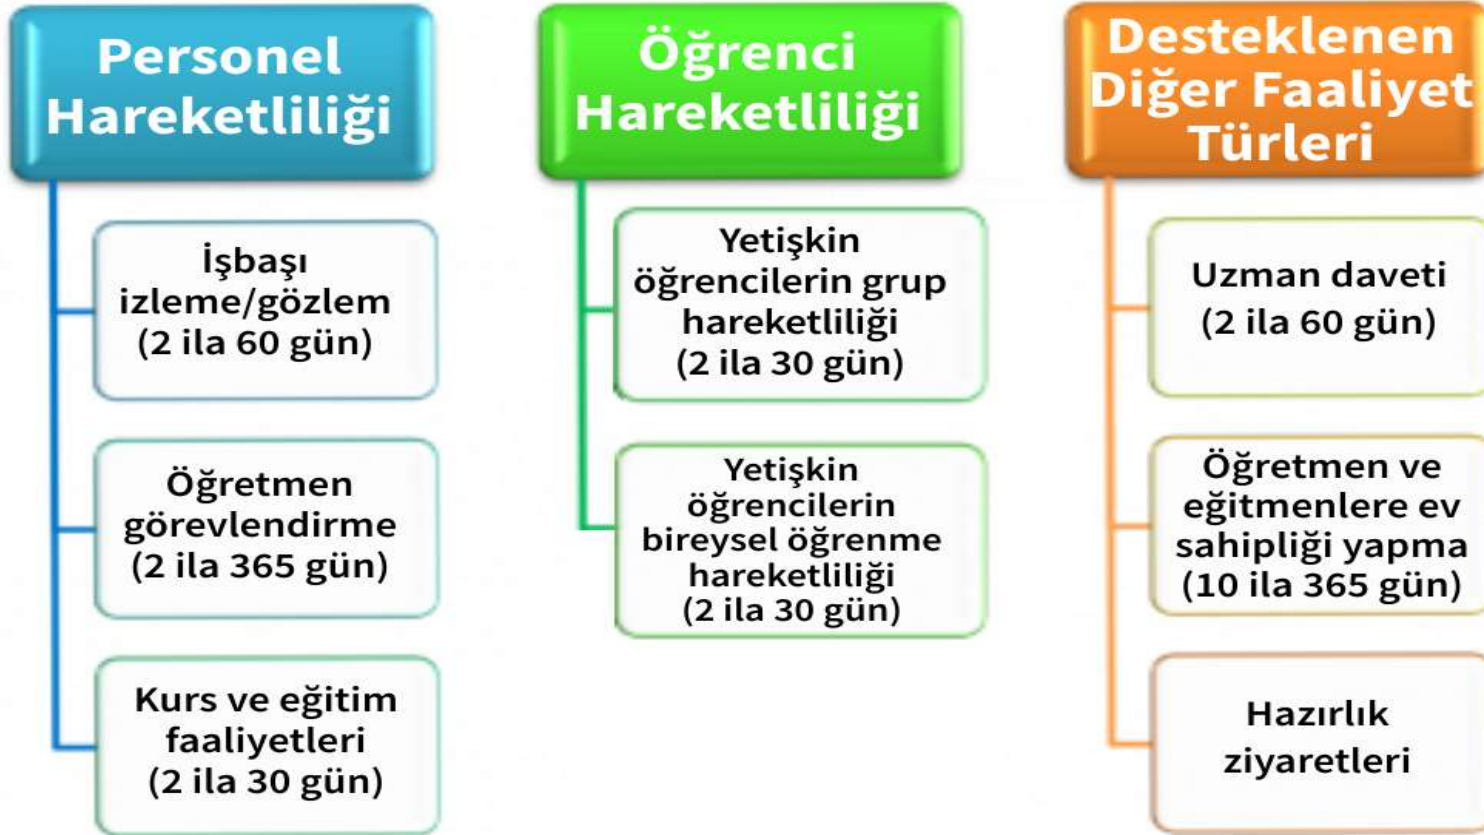 Personel
Hareketliliği
İşbaşı
izleme/gözlem
(2 ila 60 gün)
Öğretmen
görevlendirme
(2 ila 365 gün)
Kurs ve eğitim
faaliyetleri
(2 ila 30 gün)
Öğrenci
Hareketliliği
Yetişkin
öğrencilerin grup
hareketliliği
(2 ila 30 gün)
Yetişkin
öğrencilerin
bireysel öğrenme
hareketliliği
(2 ila 30 gün)
Desteklenen
Diğer Faaliyet
Türleri
Uzman daveti
(2 ila 60 gün)
Öğretmen ve
eğitmenlere ev
sahipliği yapma
(10 ila 365 gün)
Hazırlık
ziyaretleri